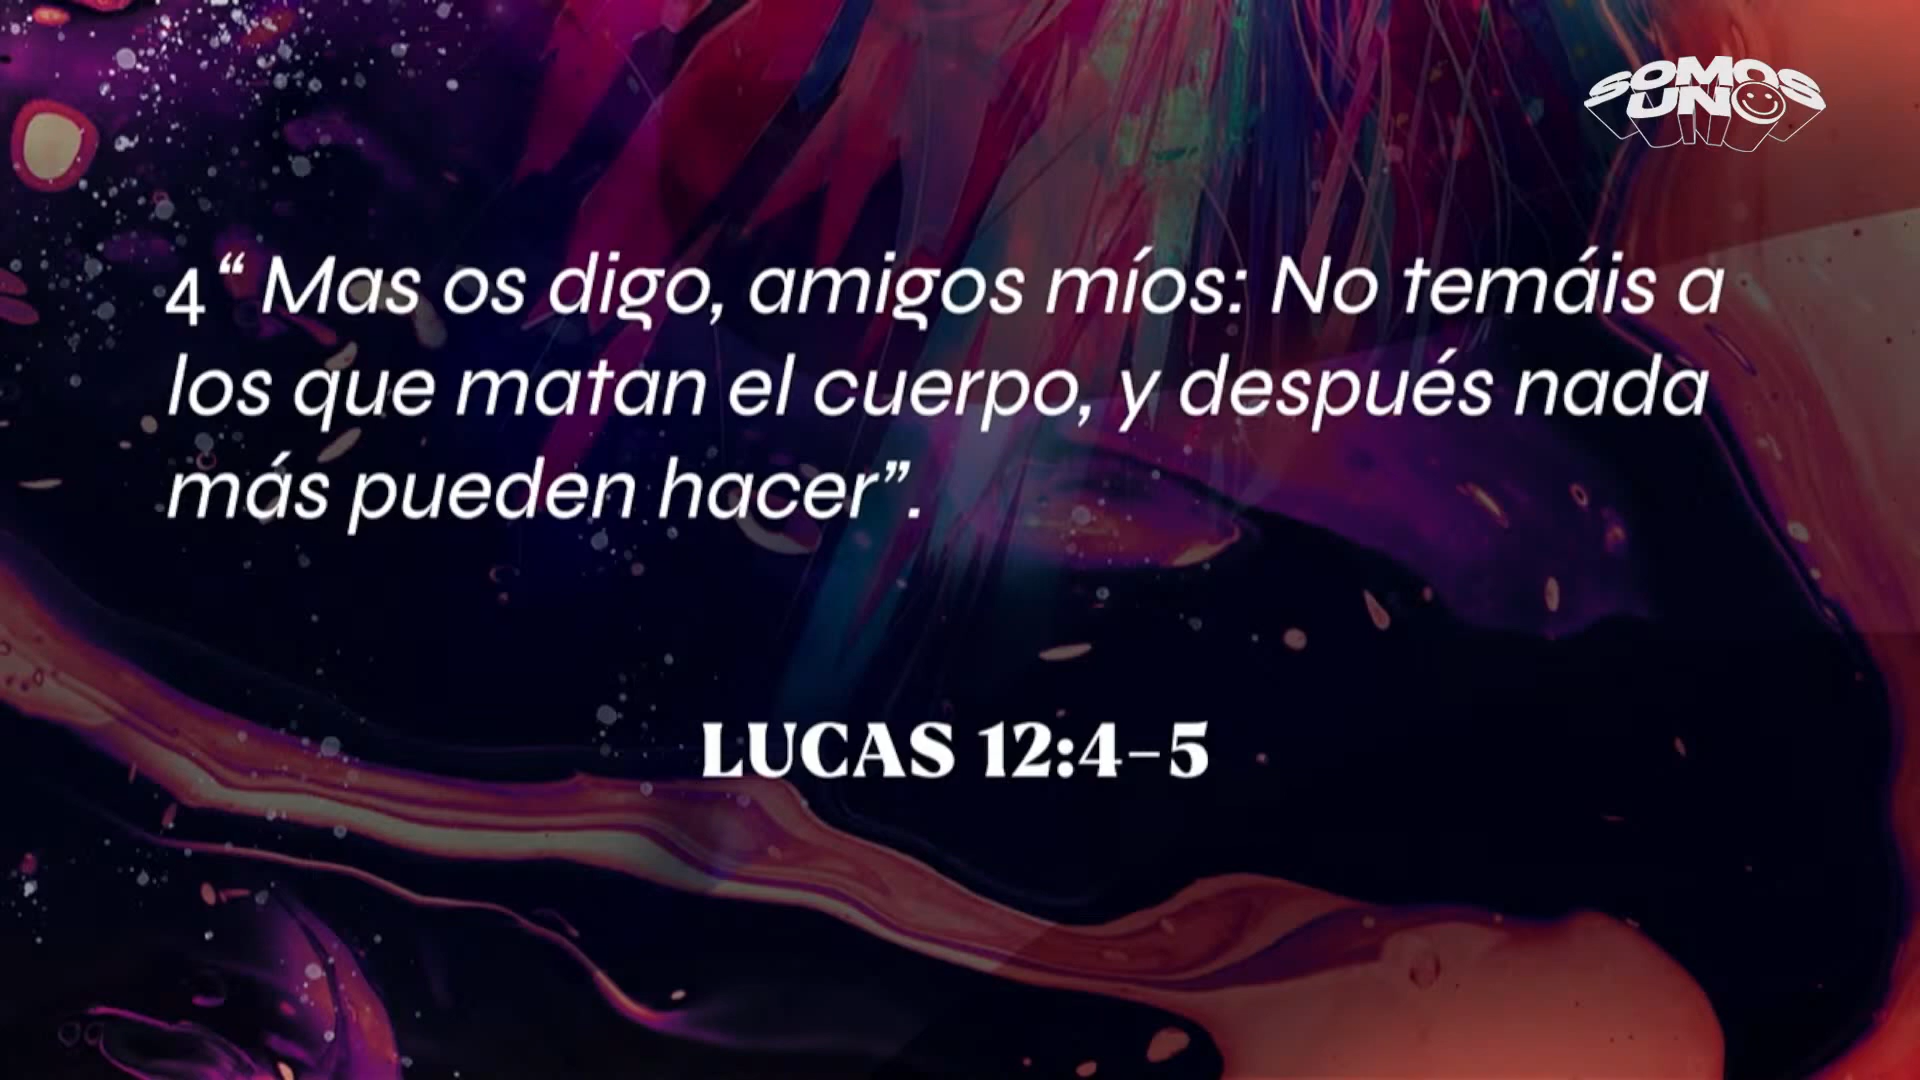 SOMOS
UNO
4 “ Mas os digo, amigos míos: No temáis a
los que matan el cuerpo, y después nada
más pueden hacer”.
LUCAS 12:4–5